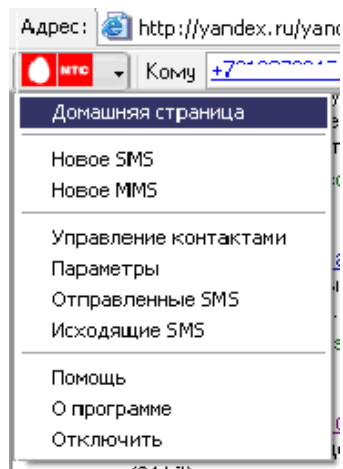 Адрес: http://yandex.ru/yand
МТС Кому
Домашняя страница
Новое SMS
Новое MMS
Управление контактами
Параметры
Отправленные SMS
Исходящие SMS
Помощь
О программе
Отключить